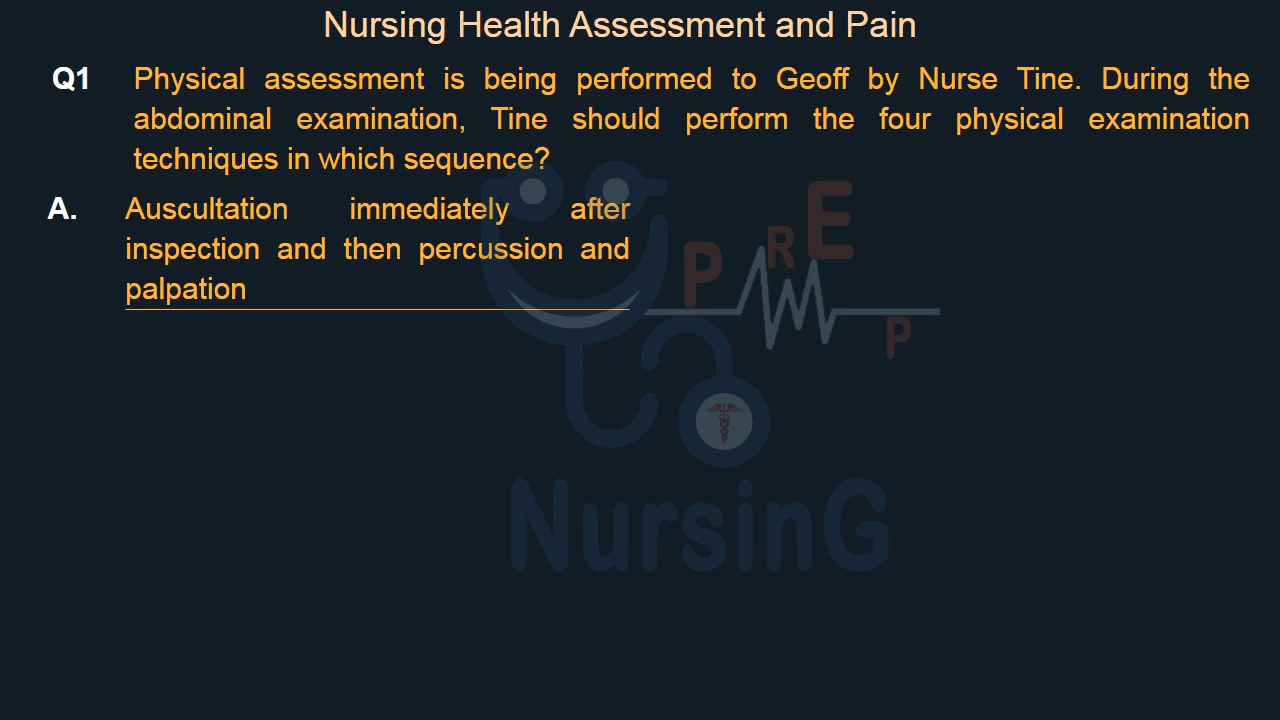 Nursing Health Assessment and Pain
Q1 Physical assessment is being performed to Geoff by Nurse Tine. During the
abdominal examination, Tine should perform the four physical examination
techniques in which sequence?
A. Auscultation immediately after
inspection and then percussion and
palpation
PREP
NursinG